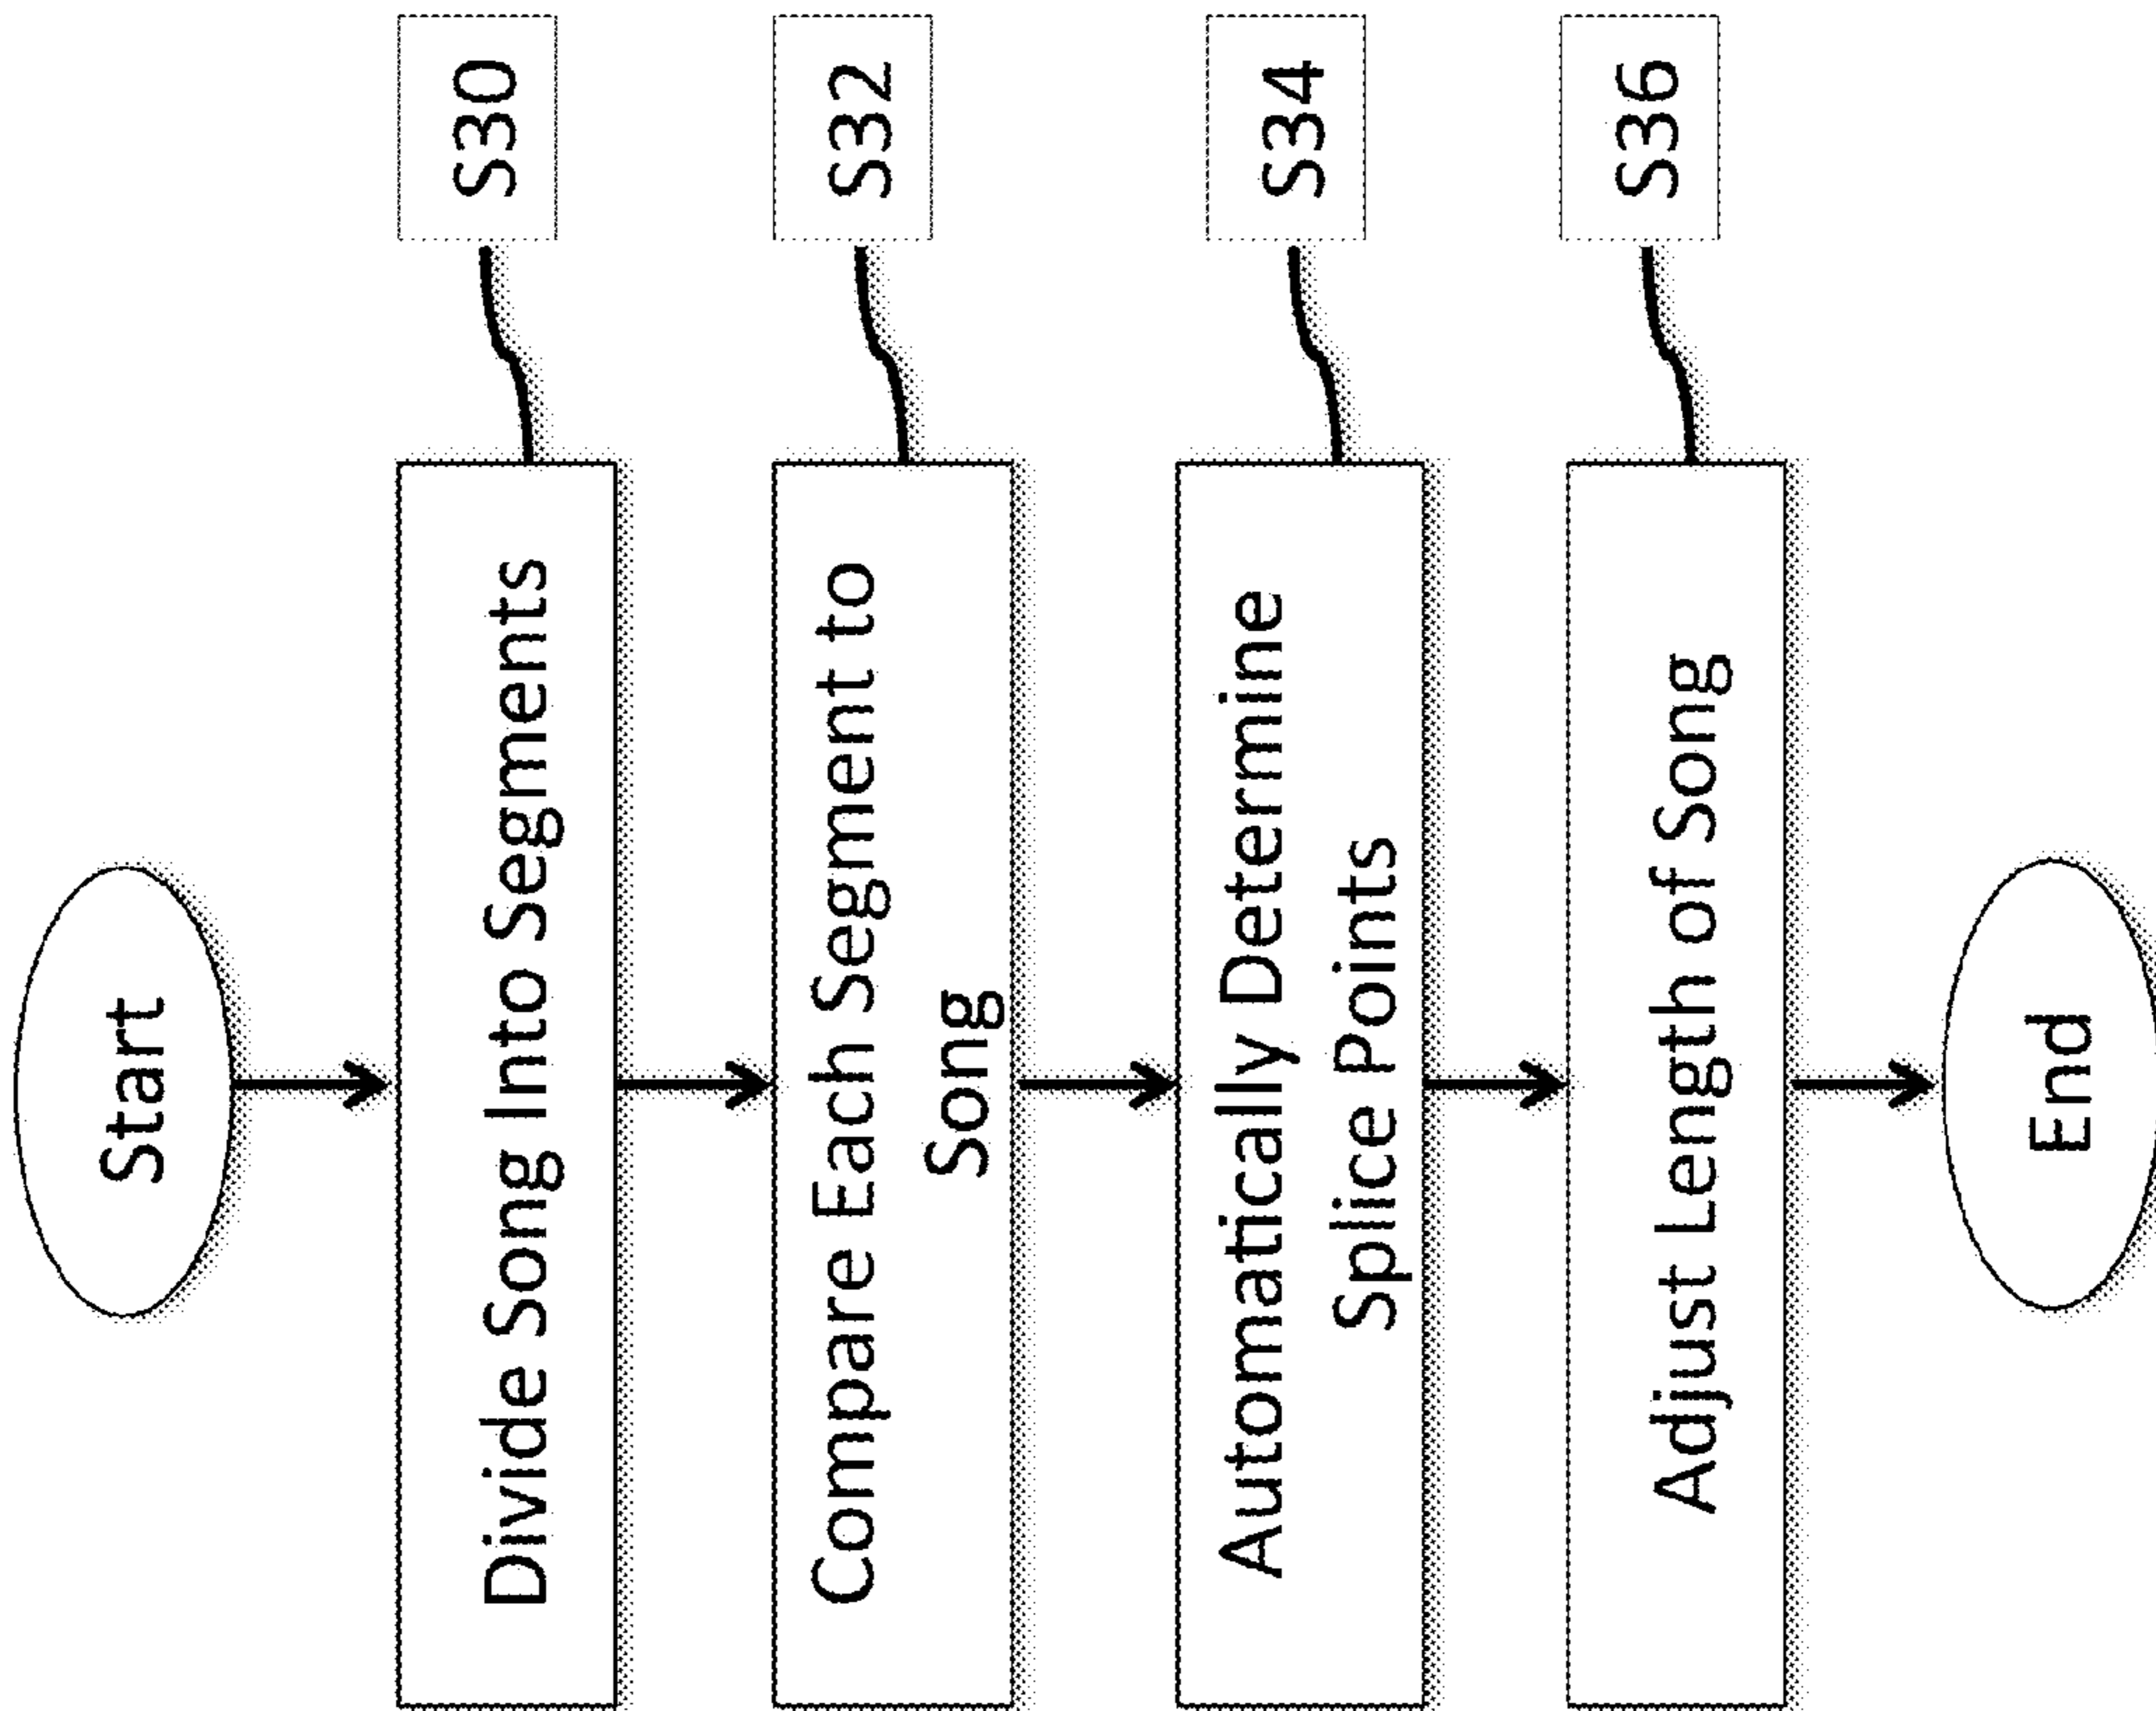 Start
Divide Song Into Segments
S30
Compare Each Segment to
Song
S32
Automatically Determine
Splice Points
S34
Adjust Length of Song
S36
End